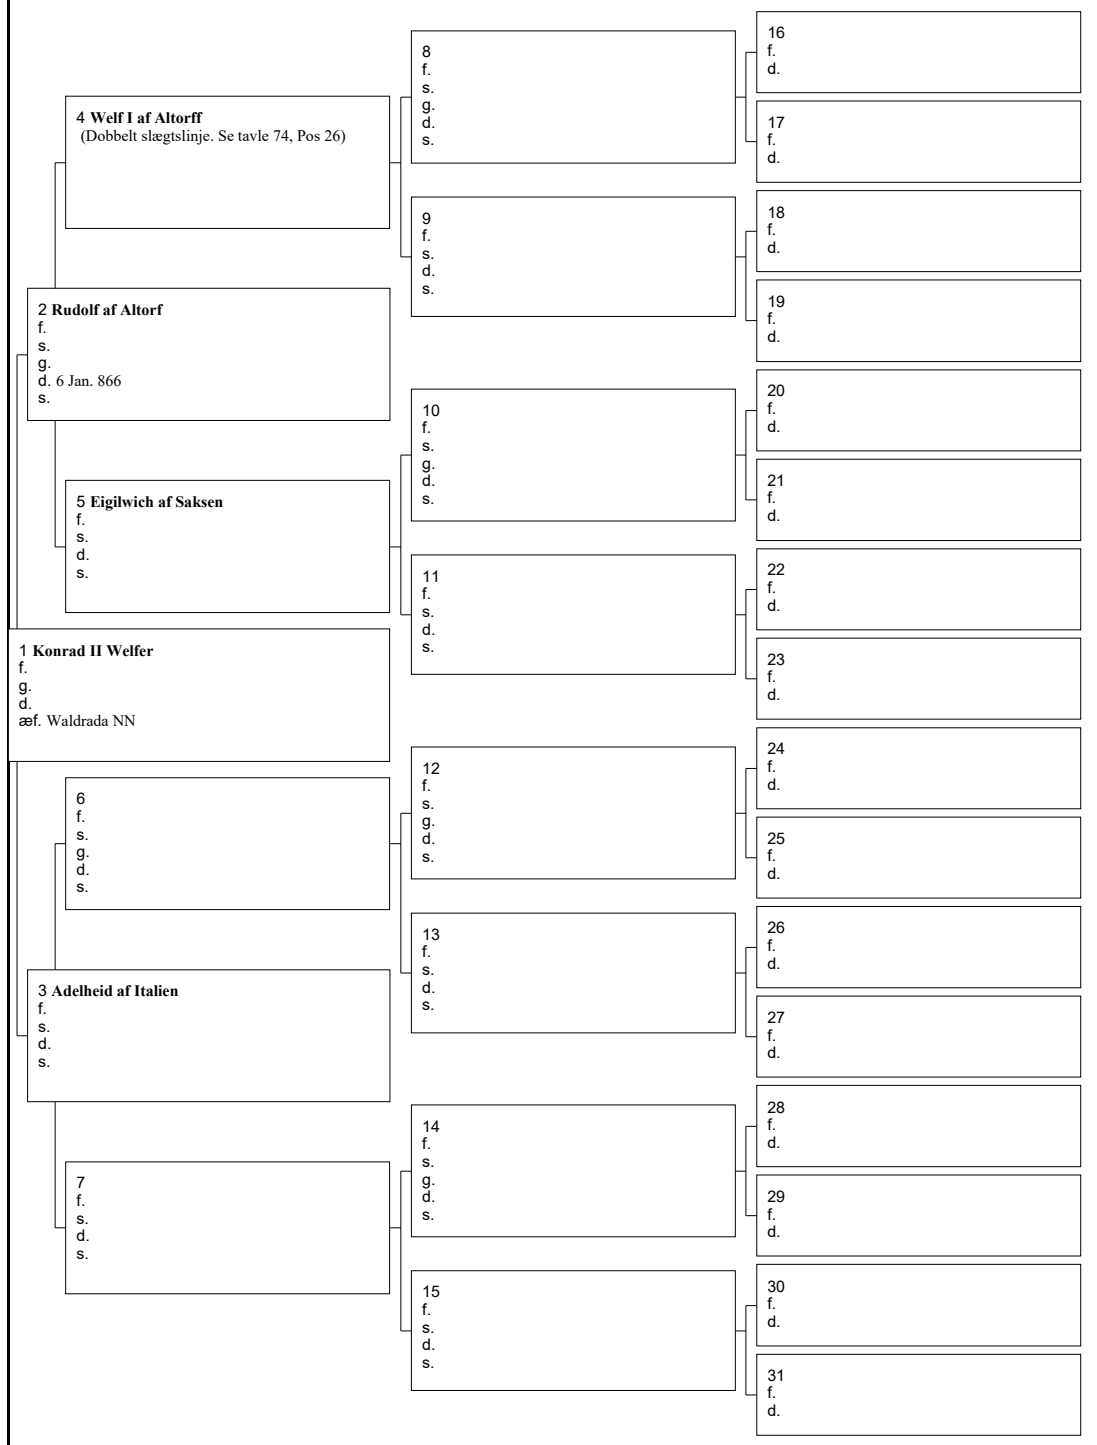 4 Welf I af Altorff
(Dobbelt slægtslinje. Se tavle 74, Pos 26)
2 Rudolf af Altorf
f.
s.
g.
d. 6 Jan. 866
s.
5 Eigilwich af Saksen
f.
s.
d.
s.
1 Konrad II Welfer
f.
g.
d.
æf. Waldrada NN
6
f.
s.
g.
d.
s.
3 Adelheid af Italien
f.
s.
d.
s.
7
f.
s.
d.
s.
8
f.
s.
g.
d.
s.
9
f.
s.
d.
s.
10
f.
s.
g.
d.
s.
11
f.
s.
d.
s.
12
f.
s.
g.
d.
s.
13
f.
s.
d.
s.
14
f.
s.
g.
d.
s.
15
f.
s.
d.
s.
16
f.
d.
17
f.
d.
18
f.
d.
19
f.
d.
20
f.
d.
21
f.
d.
22
f.
d.
23
f.
d.
24
f.
d.
25
f.
d.
26
f.
d.
27
f.
d.
28
f.
d.
29
f.
d.
30
f.
d.
31
f.
d.